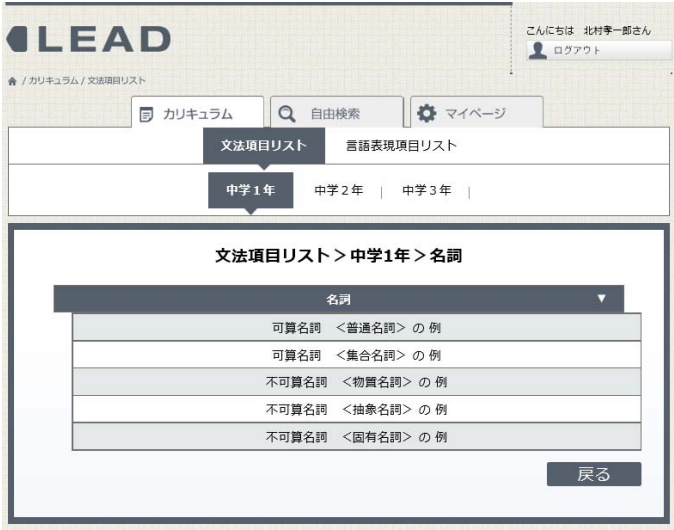 LEAD
こんにちは 北村孝一郎さん
ログアウト
/ カリキュラム / 文法項目リスト
カリキュラム 自由検索 マイページ
文法項目リスト 言語表現項目リスト
中学1年 中学2年 | 中学3年 |
文法項目リスト＞中学1年＞名詞
名詞 ▼
可算名詞 ＜普通名詞＞ の 例
可算名詞 ＜集合名詞＞ の 例
不可算名詞 ＜物質名詞＞ の 例
不可算名詞 ＜抽象名詞＞ の 例
不可算名詞 ＜固有名詞＞ の 例
戻る